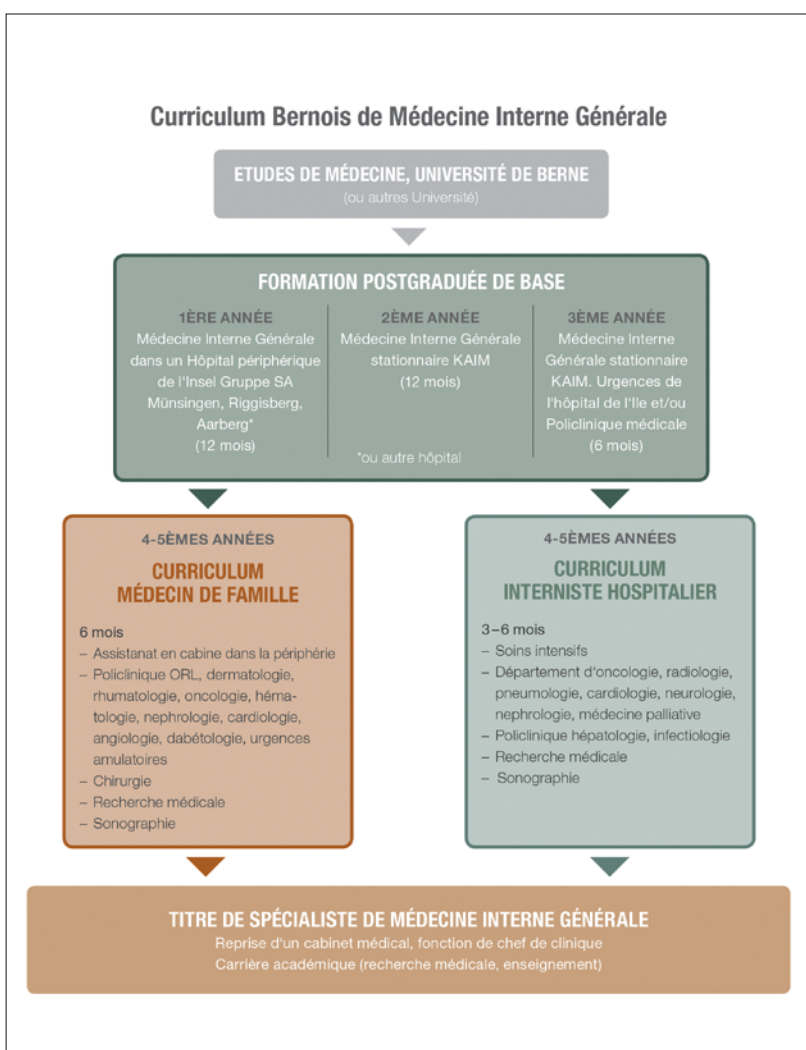 Curriculum Bernois de Médecine Interne Générale
ETUDES DE MÉDECINE, UNIVERSITÉ DE BERNE
(ou autres Université)
FORMATION POSTGRADUÉE DE BASE
1ÈRE ANNÉE
Médecine Interne Générale
dans un Hôpital périphérique
de l'Insel Gruppe SA
Münsingen, Riggisberg,
Aarberg*
(12 mois)
2ÈME ANNÉE
Médecine Interne Générale
stationnaire KAIM
(12 mois)
*ou autre hôpital
3ÈME ANNÉE
Médecine Interne
Générale stationnaire
KAIM. Urgences de
l'hôpital de l'Ile et/ou
Policlinique médicale
(6 mois)
4-5ÈMES ANNÉES
CURRICULUM
MÉDECIN DE FAMILLE
6 mois
– Assistanat en cabine dans la périphérie
– Policlinique ORL, dermatologie,
rhumatologie, oncologie, héma-
tologie, nephrologie, cardiologie,
angiologie, dabétologie, urgences
amulatoires
– Chirurgie
– Recherche médicale
– Sonographie
4-5ÈMES ANNÉES
CURRICULUM
INTERNISTE HOSPITALIER
3–6 mois
– Soins intensifs
– Département d'oncologie, radiologie,
pneumologie, cardiologie, neurologie,
nephrologie, médecine palliative
– Policlinique hépatologie, infectiologie
– Recherche médicale
– Sonographie
TITRE DE SPÉCIALISTE DE MÉDECINE INTERNE GÉNÉRALE
Reprise d'un cabinet médical, fonction de chef de clinique
Carrière académique (recherche médicale, enseignement)